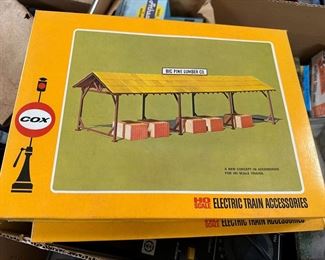 BIG PINE LUMBER CO.
COX
A NEW CONCEPT IN ACCESSORIES
FOR HO SCALE TRAINS.
HO
SCALE
ELECTRIC TRAIN ACCESSORIES
SCALE
ELECTRIC TRAIN ACCESSORIES